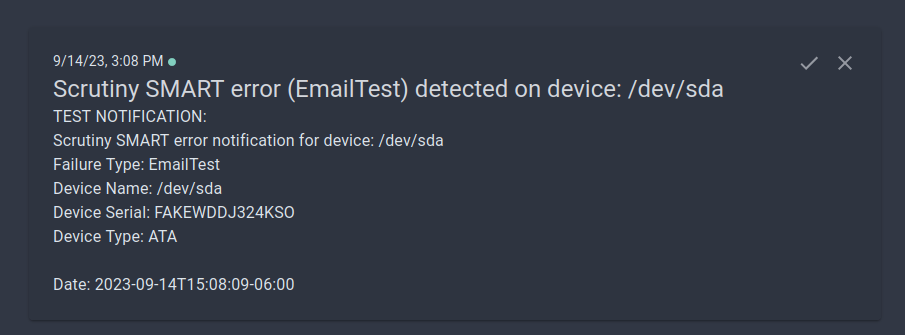 9/14/23, 3:08 PM
Scrutiny SMART error (EmailTest) detected on device: /dev/sda
TEST NOTIFICATION:
Scrutiny SMART error notification for device: /dev/sda
Failure Type: EmailTest
Device Name: /dev/sda
Device Serial: FAKEWDDJ324KSO
Device Type: ATA
Date: 2023-09-14T15:08:09-06:00